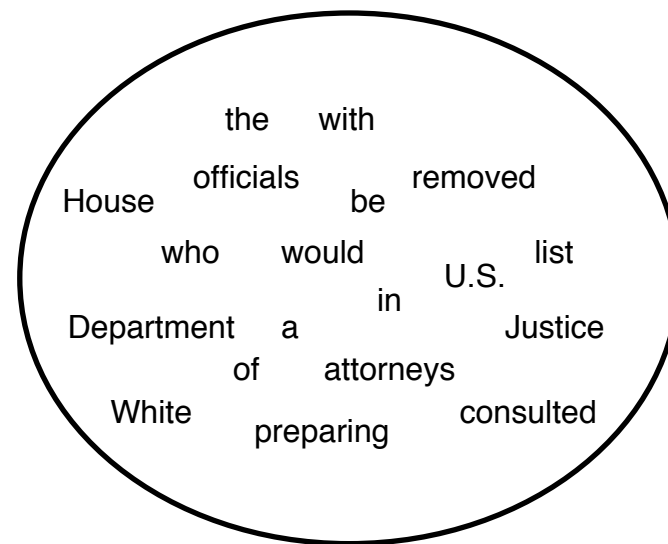 the with
officials removed
House be
who would list
U.S.
in
Department a Justice
of attorneys
White consulted
preparing